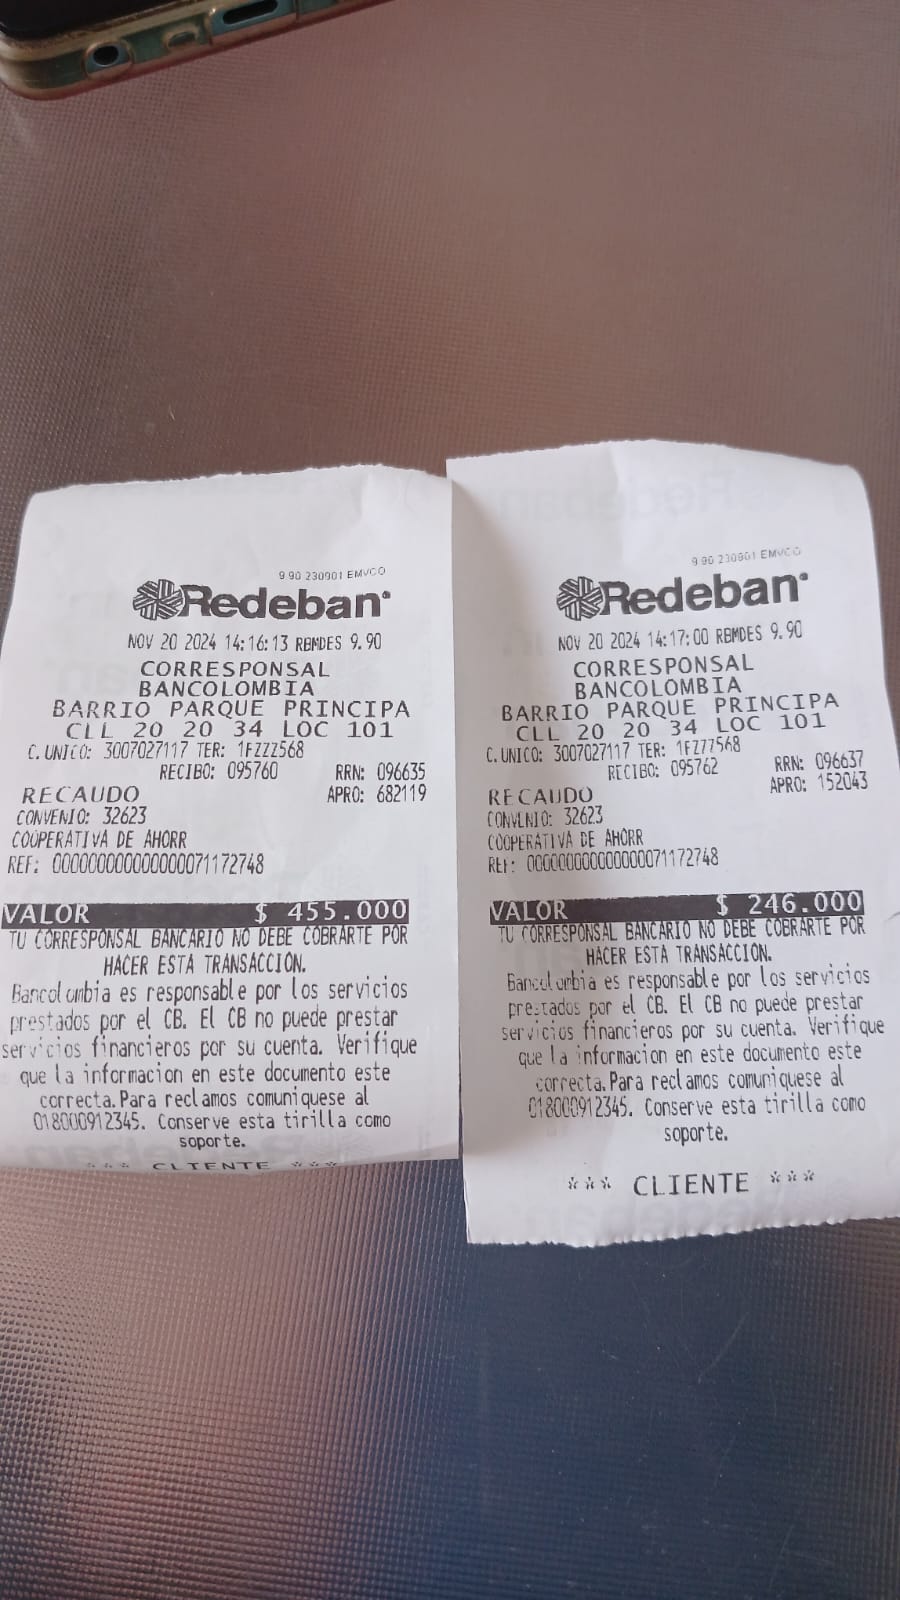 9.90 230901 EMVCO
Redeban
NOV 20 2024 14:16:13 RBMDES 9.90
CORRESPONSAL
BANCOLOMBIA
BARRIO PARQUE PRINCIPA
CLL 20 20 34 LOC 101
C. UNICO: 3007027117 TER: 1FZZZ568
RECIBO: 095760 RRN: 096635
RECAUDO APRO: 682119
CONVENIO: 32623
COOPERATIVA DE AHORR
REF: 000000000000000071172748
VALOR $ 455.000
TU CORRESPONSAL BANCARIO NO DEBE COBRARTE POR
HACER ESTA TRANSACCION.
Bancolombia es responsable por los servicios
prestados por el CB. El CB no puede prestar
servicios financieros por su cuenta. Verifique
que la informacion en este documento este
correcta. Para reclamos comuniquese al
018000912345. Conserve esta tirilla como
soporte.
*** CLIENTE ***
9.90 230901 EMVCO
Redeban
NOV 20 2024 14:17:00 RBMDES 9.90
CORRESPONSAL
BANCOLOMBIA
BARRIO PARQUE PRINCIPA
CLL 20 20 34 LOC 101
C. UNICO: 3007027117 TER: 1FZZZ568
RECIBO: 095762 RRN: 096637
RECAUDO APRO: 152043
CONVENIO: 32623
COOPERATIVA DE AHORR
REF: 000000000000000071172748
VALOR $ 246.000
TU CORRESPONSAL BANCARIO NO DEBE COBRARTE POR
HACER ESTA TRANSACCION.
Bancolombia es responsable por los servicios
prestados por el CB. El CB no puede prestar
servicios financieros por su cuenta. Verifique
que la informacion en este documento este
correcta. Para reclamos comuniquese al
018000912345. Conserve esta tirilla como
soporte.
*** CLIENTE ***